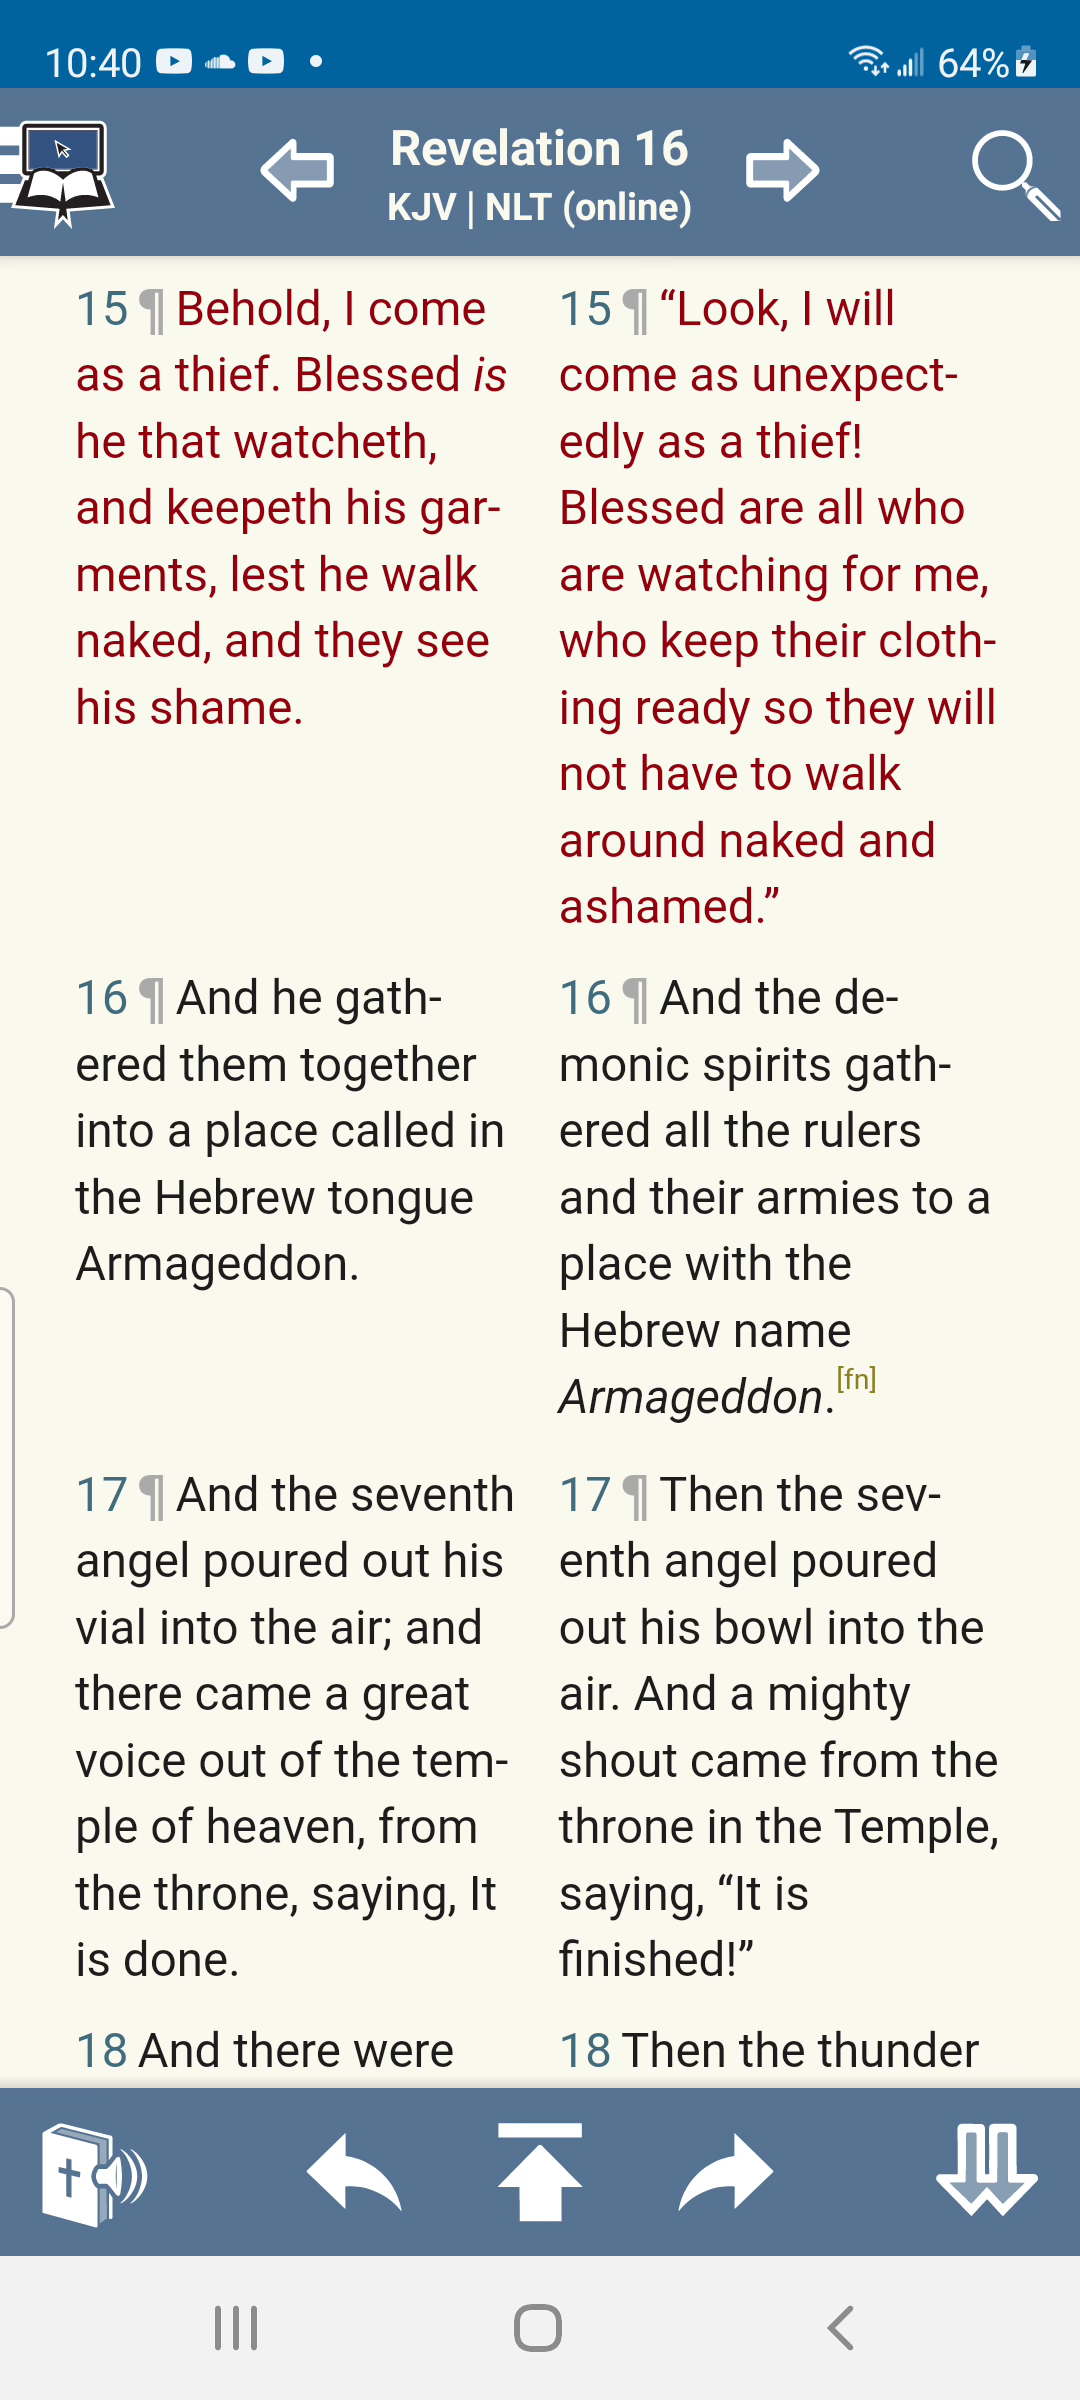 10:40
64%
Revelation 16
KJV | NLT (online)
15 ¶ Behold, I come
as a thief. Blessed is
he that watcheth,
and keepeth his gar-
ments, lest he walk
naked, and they see
his shame.
15 ¶ “Look, I will
come as unexpect-
edly as a thief!
Blessed are all who
are watching for me,
who keep their cloth-
ing ready so they will
not have to walk
around naked and
ashamed.”
16 ¶ And he gath-
ered them together
into a place called in
the Hebrew tongue
Armageddon.
16 ¶ And the de-
monic spirits gath-
ered all the rulers
and their armies to a
place with the
Hebrew name
Armageddon.[fn]
17 ¶ And the seventh
angel poured out his
vial into the air; and
there came a great
voice out of the tem-
ple of heaven, from
the throne, saying, It
is done.
17 ¶ Then the sev-
enth angel poured
out his bowl into the
air. And a mighty
shout came from the
throne in the Temple,
saying, “It is
finished!”
18 And there were
18 Then the thunder